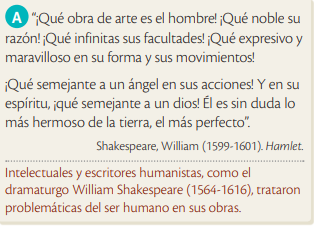 A "¡Qué obra de arte es el hombre! ¡Qué noble su
razón! ¡Qué infinitas sus facultades! ¡Qué expresivo y
maravilloso en su forma y sus movimientos!
¡Qué semejante a un ángel en sus acciones! Y en su
espíritu, ¡qué semejante a un dios! Él es sin duda lo
más hermoso de la tierra, el más perfecto".
Shakespeare, William (1599-1601). Hamlet.
Intelectuales y escritores humanistas, como el
dramaturgo William Shakespeare (1564-1616), trataron
problemáticas del ser humano en sus obras.